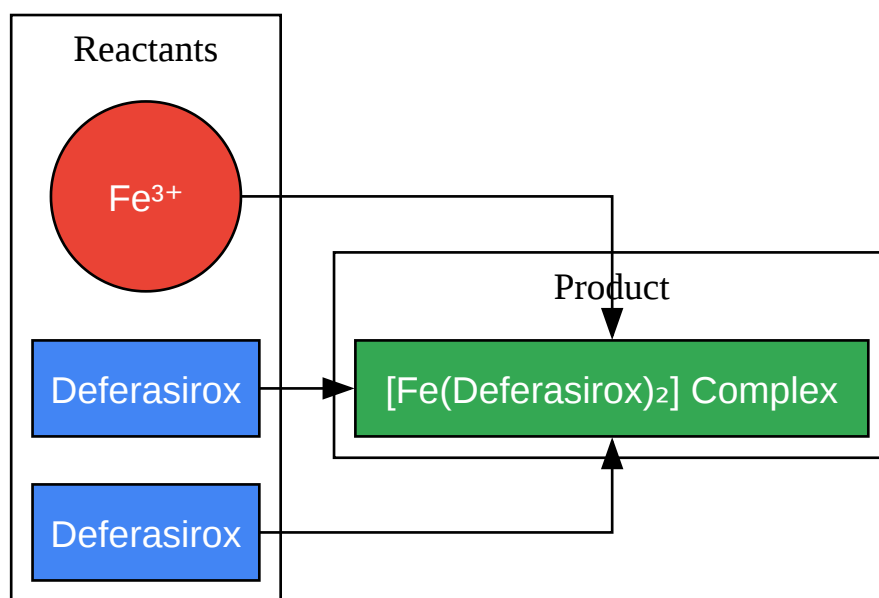 Reactants
Fe³⁺
Product
Deferasirox
[Fe(Deferasirox)₂] Complex
Deferasirox